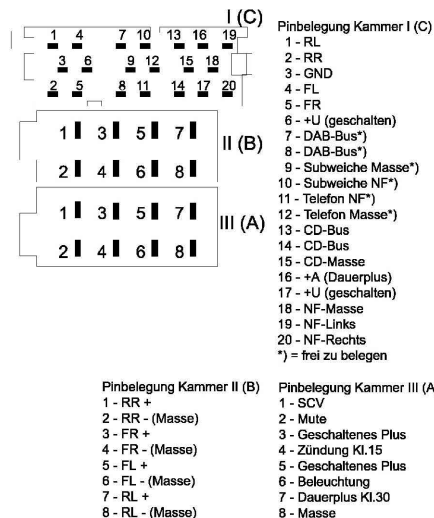 I (C)
1 4 7 10 13 16 19
3 6 9 12 15 18
2 5 8 11 14 17 20
II (B)
1 3 5 7
2 4 6 8
III (A)
1 3 5 7
2 4 6 8
Pinbelegung Kammer I (C)
1 - RL
2 - RR
3 - GND
4 - FL
5 - FR
6 - +U (geschalten)
7 - DAB-Bus*)
8 - DAB-Bus*)
9 - Subweiche Masse*)
10 - Subweiche NF*)
11 - Telefon NF*)
12 - Telefon Masse*)
13 - CD-Bus
14 - CD-Bus
15 - CD-Masse
16 - +A (Dauerplus)
17 - +U (geschalten)
18 - NF-Masse
19 - NF-Links
20 - NF-Rechts
*) = frei zu belegen
Pinbelegung Kammer II (B)
1 - RR +
2 - RR - (Masse)
3 - FR +
4 - FR - (Masse)
5 - FL +
6 - FL - (Masse)
7 - RL +
8 - RL - (Masse)
Pinbelegung Kammer III (A
1 - SCV
2 - Mute
3 - Geschaltenes Plus
4 - Zündung Kl.15
5 - Geschaltenes Plus
6 - Beleuchtung
7 - Dauerplus Kl.30
8 - Masse